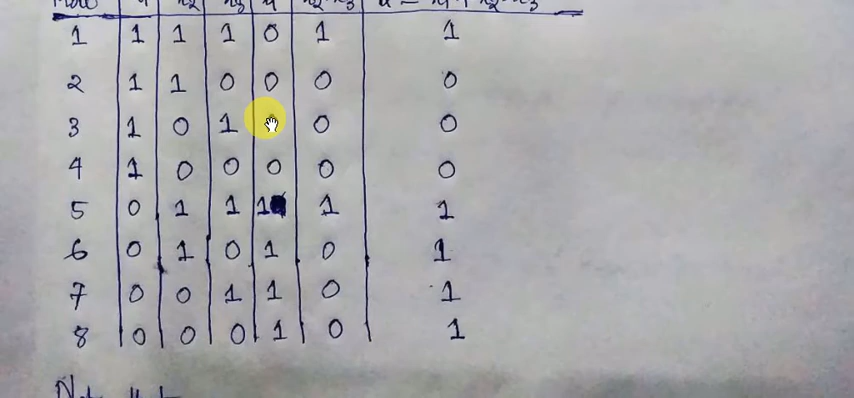 1 1 1 1 0 1 1
2 1 1 0 0 0 0
3 1 0 1 0 0
4 1 0 0 0 0 0
5 0 1 1 1 1 1
6 0 1 0 1 0 1
7 0 0 1 1 0 1
8 0 0 0 1 0 1